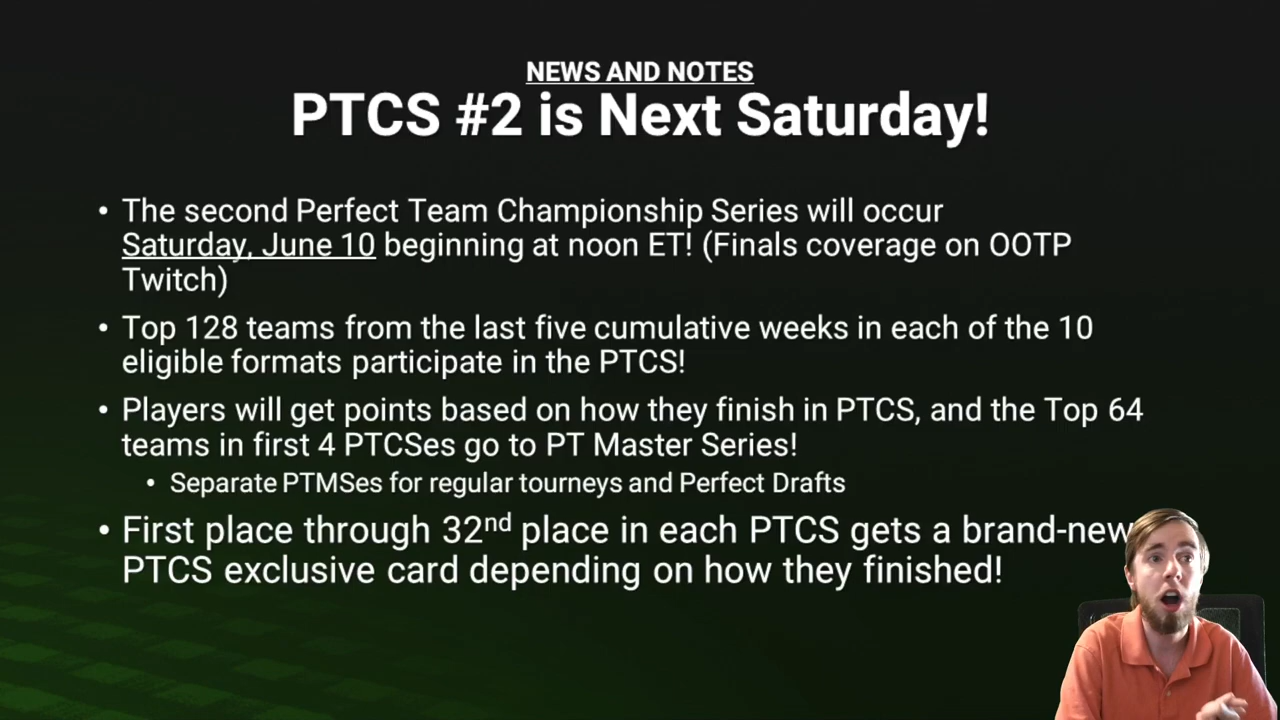 NEWS AND NOTES
PTCS #2 is Next Saturday!
• The second Perfect Team Championship Series will occur
Saturday, June 10 beginning at noon ET! (Finals coverage on OOTP
Twitch)
• Top 128 teams from the last five cumulative weeks in each of the 10
eligible formats participate in the PTCS!
• Players will get points based on how they finish in PTCS, and the Top 64
teams in first 4 PTCSes go to PT Master Series!
• Separate PTMSes for regular tourneys and Perfect Drafts
• First place through 32nd place in each PTCS gets a brand-new
PTCS exclusive card depending on how they finished!